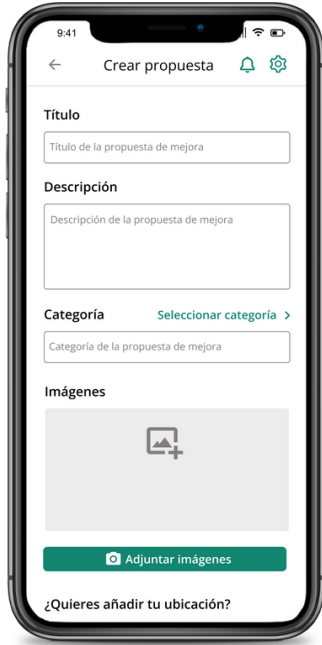 9:41
Crear propuesta
Título
Título de la propuesta de mejora
Descripción
Descripción de la propuesta de mejora
Categoría Seleccionar categoría
Categoría de la propuesta de mejora
Imágenes
Adjuntar imágenes
¿Quieres añadir tu ubicación?